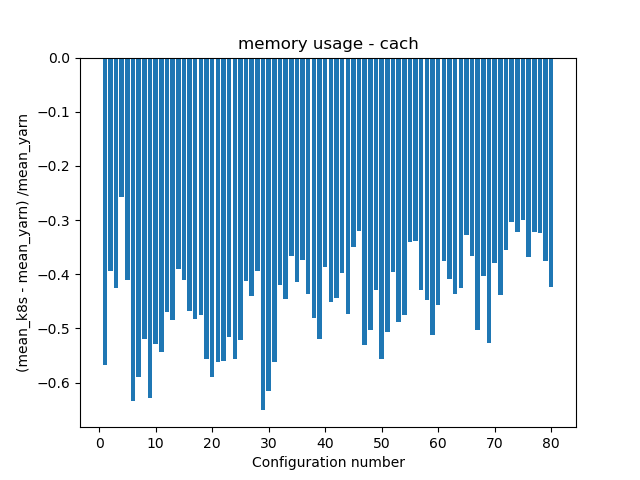 memory usage - cach
(mean_k8s - mean_yarn) /mean_yarn
0.0
−0.1
−0.2
−0.3
−0.4
−0.5
−0.6
0 10 20 30 40 50 60 70 80
Configuration number